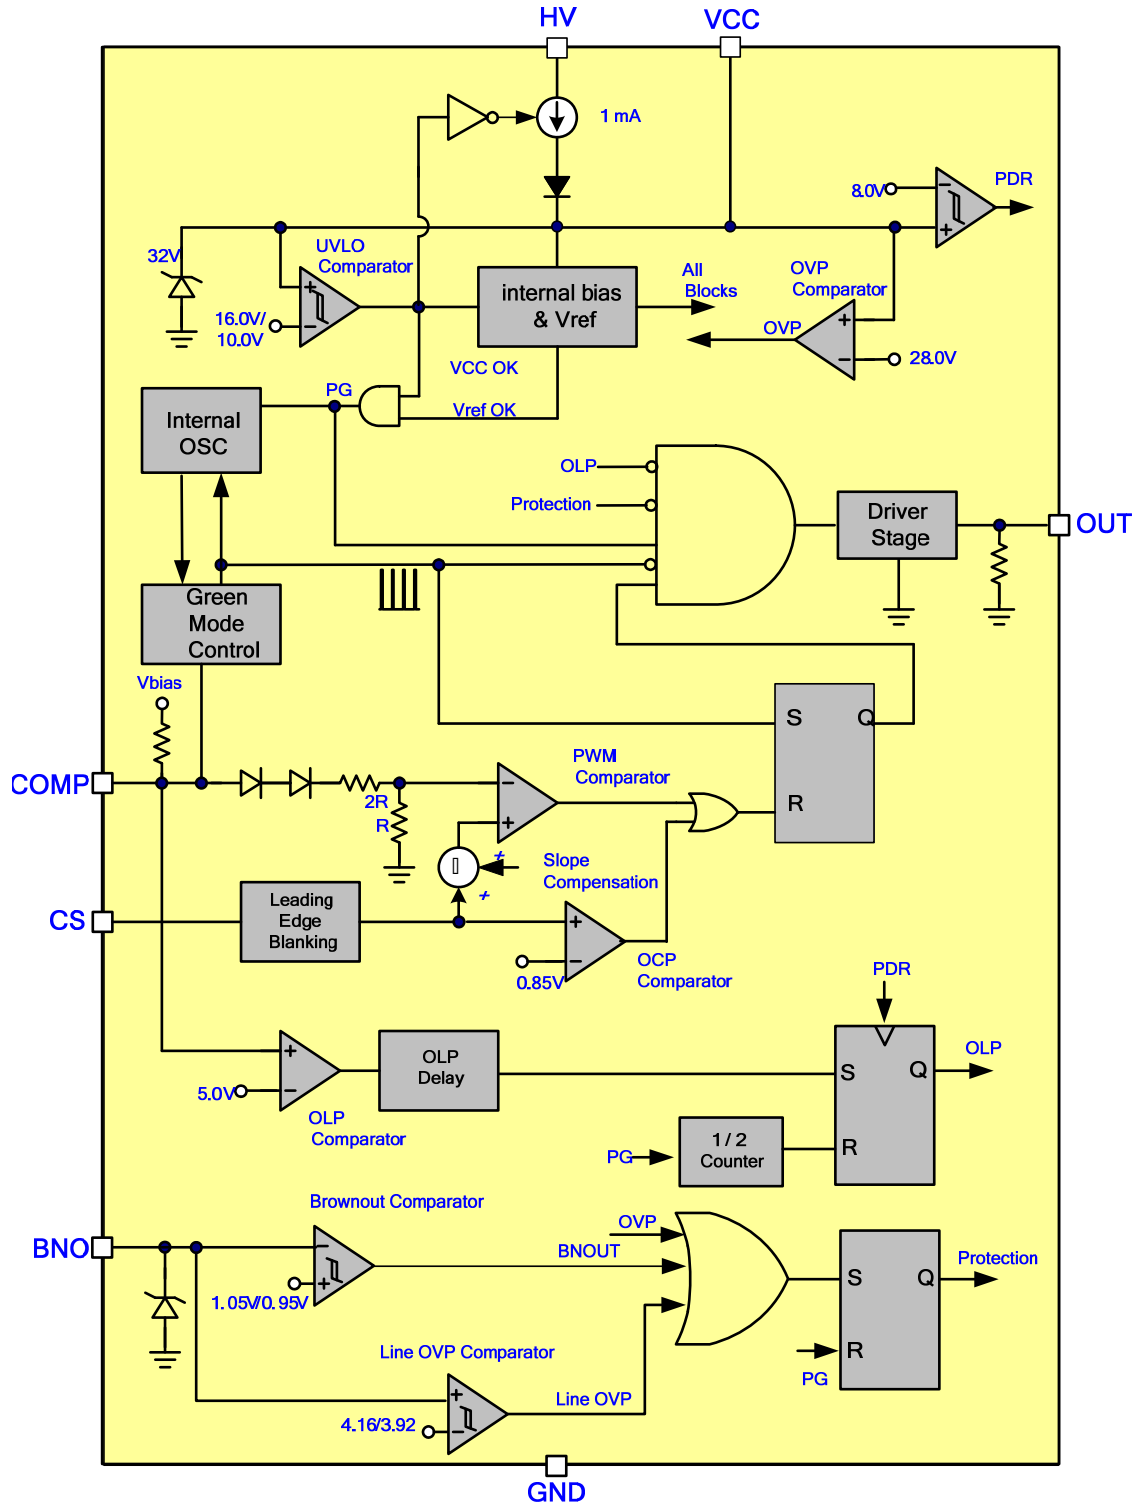 HV
VCC
1 mA
8.0V
PDR
32V
UVLO
Comparator
16.0V/
10.0V
internal bias
& Vref
All
Blocks
OVP
Comparator
OVP
28.0V
VCC OK
PG
Vref OK
Internal
OSC
OLP
Protection
Driver
Stage
OUT
Green
Mode
Control
Vbias
S
Q
R
COMP
2R
R
PWM
Comparator
+
+
Slope
Compensation
CS
Leading
Edge
Blanking
0.85V
OCP
Comparator
PDR
5.0V
OLP
Comparator
OLP
Delay
S
Q
R
OLP
PG
1 / 2
Counter
Brownout Comparator
BNO
1.05V/0.95V
OVP
BNOUT
S
Q
R
Protection
PG
Line OVP Comparator
4.16/3.92
Line OVP
GND